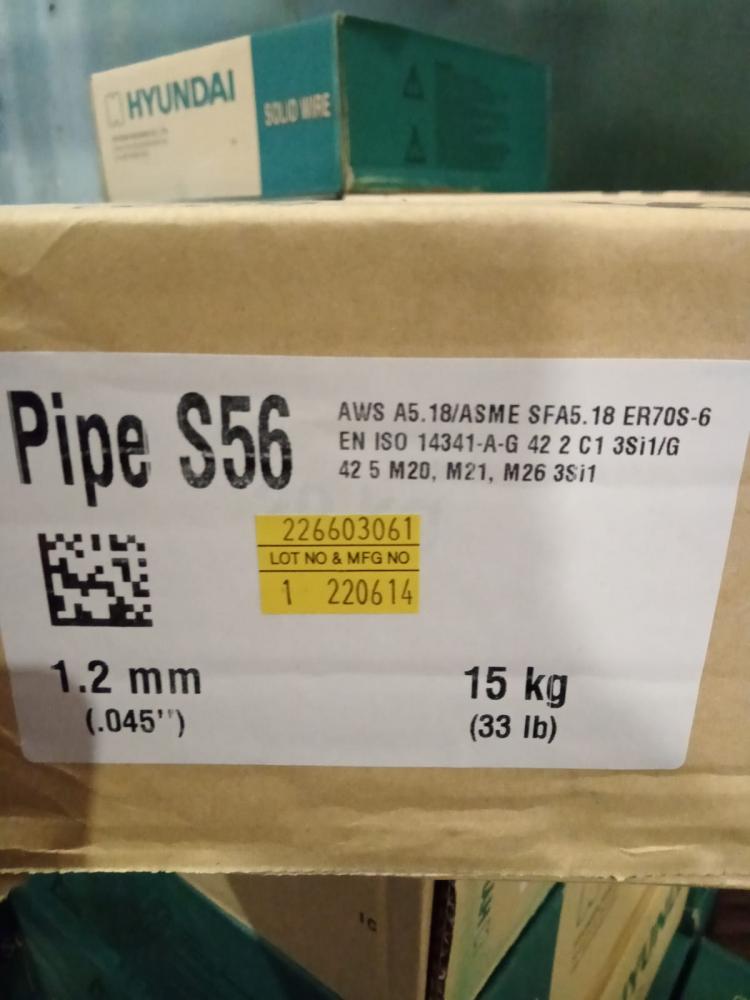 HYUNDAI
SOLID WIRE
Pipe S56
AWS A5.18/ASME SFA5.18 ER70S-6
EN ISO 14341-A-G 42 2 C1 3Si1/G
42 5 M20, M21, M26 3Si1
226603061
LOT NO & MFG NO
1 220614
1.2 mm
(.045'')
15 kg
(33 lb)